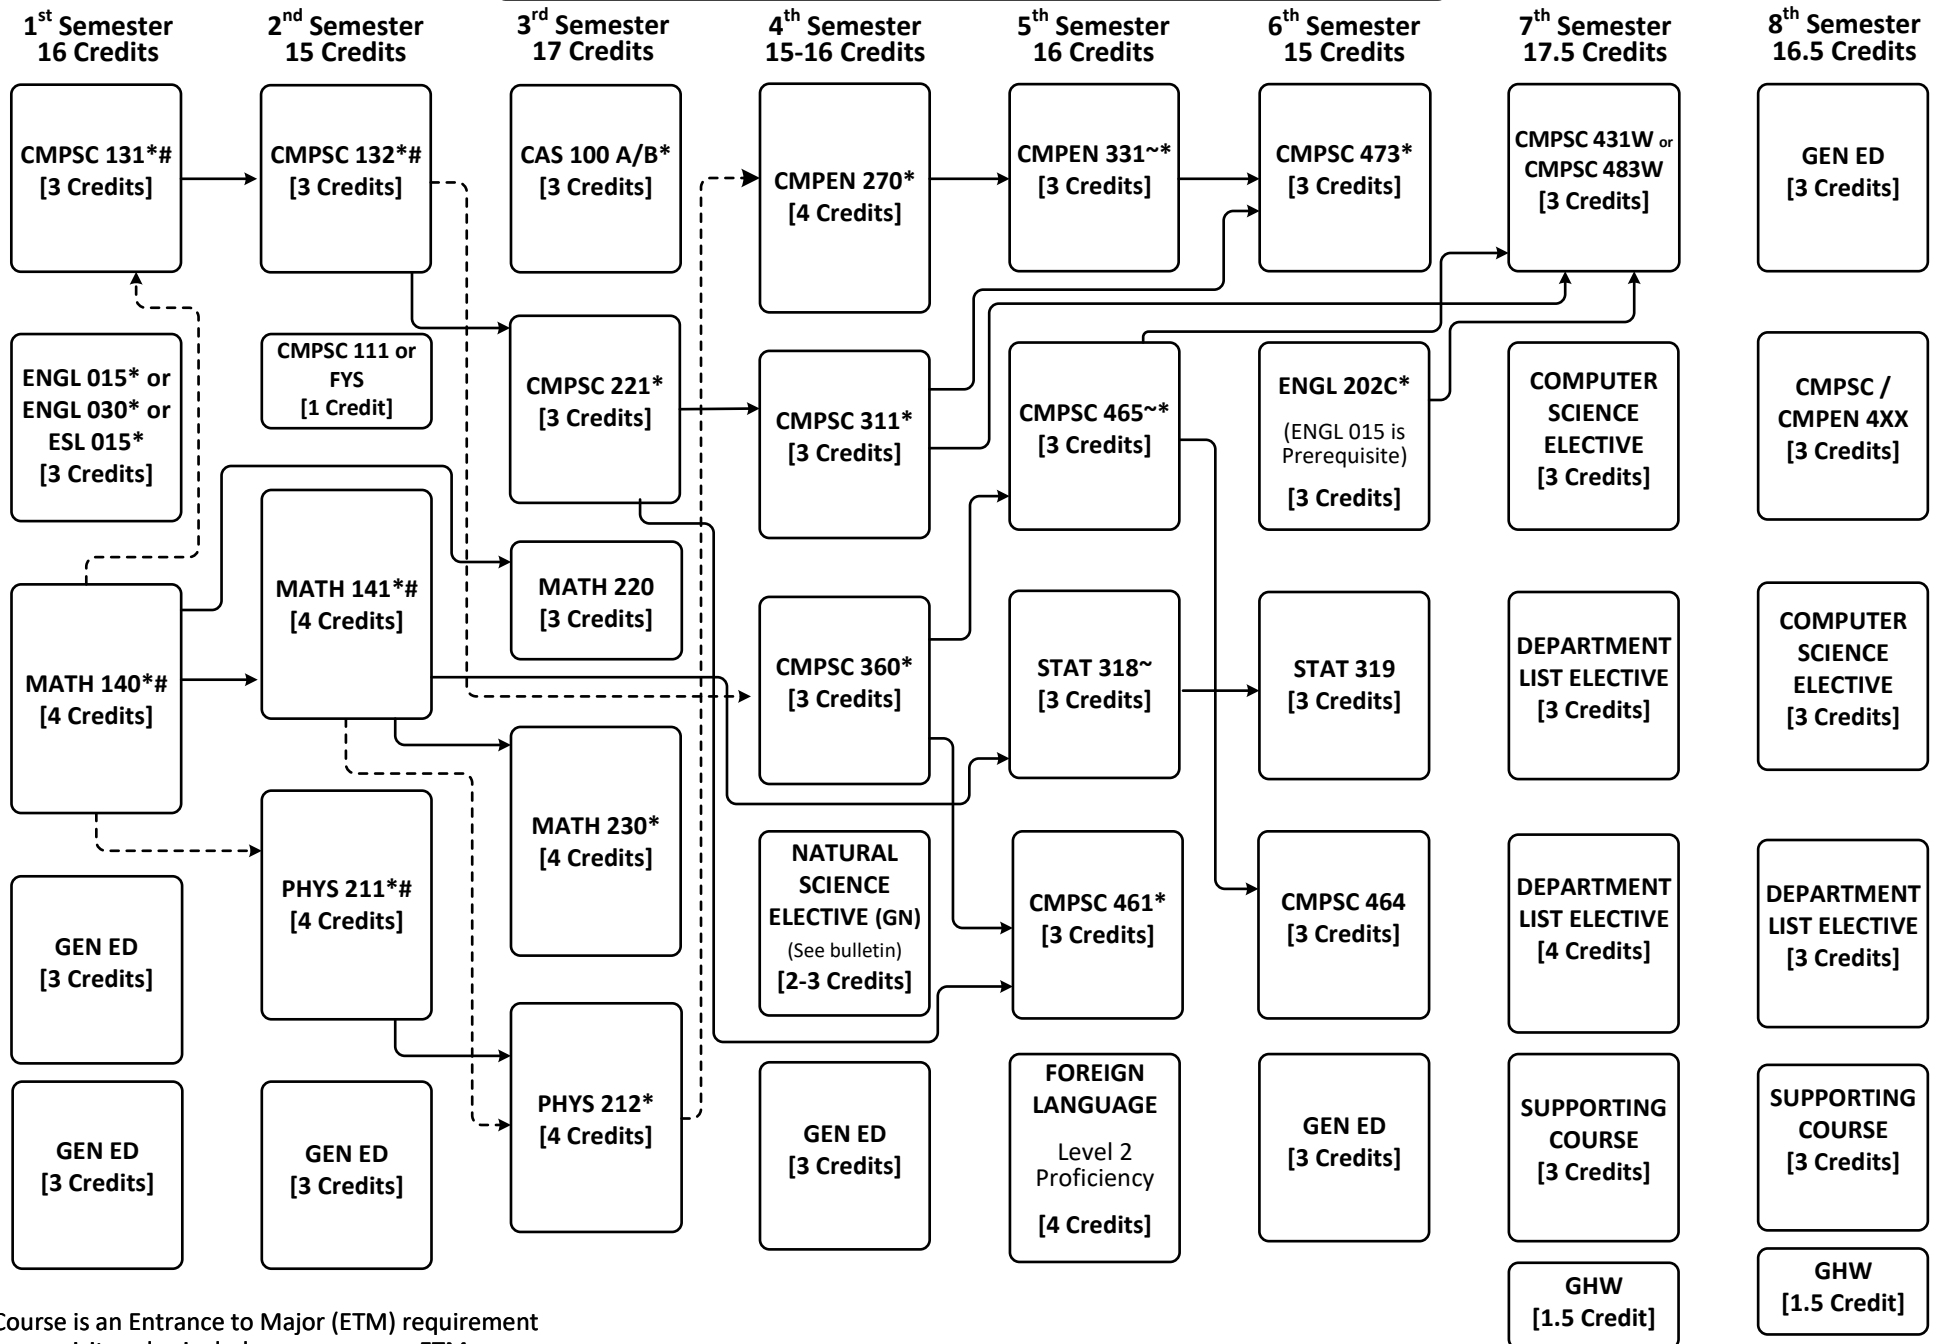 1st Semester
16 Credits
2nd Semester
15 Credits
3rd Semester
17 Credits
4th Semester
15-16 Credits
5th Semester
16 Credits
6th Semester
15 Credits
7th Semester
17.5 Credits
8th Semester
16.5 Credits
CMPSC 131*#
[3 Credits]
ENGL 015* or
ENGL 030* or
ESL 015*
[3 Credits]
MATH 140*#
[4 Credits]
GEN ED
[3 Credits]
GEN ED
[3 Credits]
CMPSC 132*#
[3 Credits]
CMPSC 111 or
FYS
[1 Credit]
MATH 141*#
[4 Credits]
PHYS 211*#
[4 Credits]
GEN ED
[3 Credits]
CAS 100 A/B*
[3 Credits]
CMPSC 221*
[3 Credits]
MATH 220
[3 Credits]
MATH 230*
[4 Credits]
PHYS 212*
[4 Credits]
CMPEN 270*
[4 Credits]
CMPSC 311*
[3 Credits]
CMPSC 360*
[3 Credits]
NATURAL
SCIENCE
ELECTIVE (GN)
(See bulletin)
[2-3 Credits]
GEN ED
[3 Credits]
CMPEN 331~*
[3 Credits]
CMPSC 465~*
[3 Credits]
STAT 318~
[3 Credits]
CMPSC 461*
[3 Credits]
FOREIGN
LANGUAGE
Level 2
Proficiency
[4 Credits]
CMPSC 473*
[3 Credits]
ENGL 202C*
(ENGL 015 is
Prerequisite)
[3 Credits]
STAT 319
[3 Credits]
CMPSC 464
[3 Credits]
GEN ED
[3 Credits]
CMPSC 431W or
CMPSC 483W
[3 Credits]
COMPUTER
SCIENCE
ELECTIVE
[3 Credits]
DEPARTMENT
LIST ELECTIVE
[3 Credits]
DEPARTMENT
LIST ELECTIVE
[4 Credits]
SUPPORTING
COURSE
[3 Credits]
GHW
[1.5 Credit]
GEN ED
[3 Credits]
CMPSC /
CMPEN 4XX
[3 Credits]
COMPUTER
SCIENCE
ELECTIVE
[3 Credits]
DEPARTMENT
LIST ELECTIVE
[3 Credits]
SUPPORTING
COURSE
[3 Credits]
GHW
[1.5 Credit]
Course is an Entrance to Major (ETM) requirement